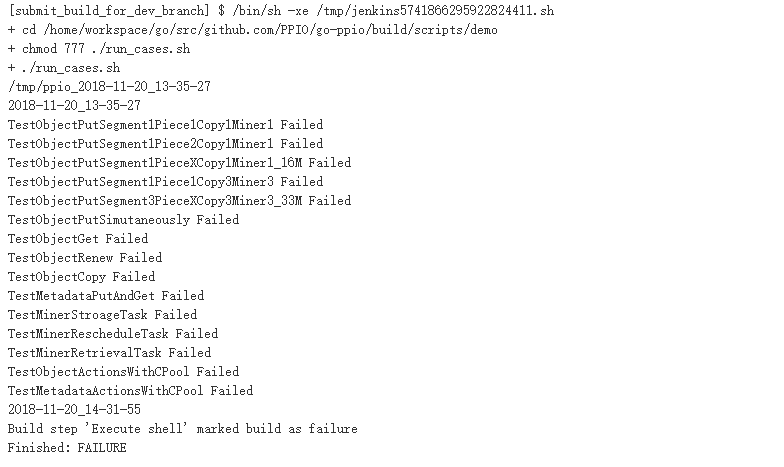 [submit_build_for_dev_branch] $ /bin/sh -xe /tmp/jenkins5741866295922824411.sh
+ cd /home/workspace/go/src/github.com/PPIO/go-ppio/build/scripts/demo
+ chmod 777 ./run_cases.sh
+ ./run_cases.sh
/tmp/ppio_2018-11-20_13-35-27
2018-11-20_13-35-27
TestObjectPutSegment1Piece1Copy1Miner1 Failed
TestObjectPutSegment1Piece2Copy1Miner1 Failed
TestObjectPutSegment1PieceXCopy1Miner1_16M Failed
TestObjectPutSegment1Piece1Copy3Miner3 Failed
TestObjectPutSegment3PieceXCopy3Miner3_33M Failed
TestObjectPutSimutaneously Failed
TestObjectGet Failed
TestObjectRenew Failed
TestObjectCopy Failed
TestMetadataPutAndGet Failed
TestMinerStroageTask Failed
TestMinerRescheduleTask Failed
TestMinerRetrievalTask Failed
TestObjectActionsWithCPool Failed
TestMetadataActionsWithCPool Failed
2018-11-20_14-31-55
Build step 'Execute shell' marked build as failure
Finished: FAILURE